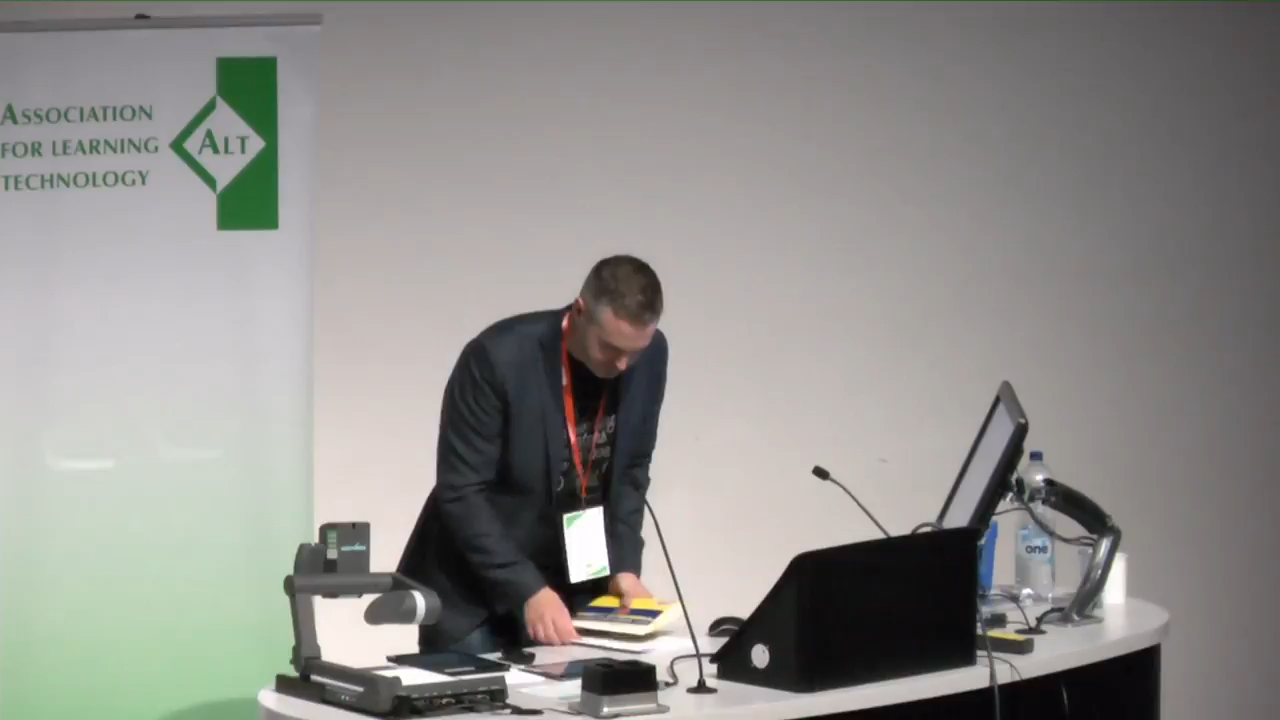 ASSOCIATION
FOR LEARNING
TECHNOLOGY
ALT
one